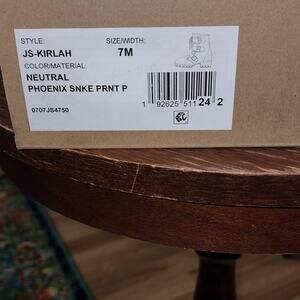 STYLE:
SIZE/WIDTH:
JS-KIRLAH
7M
COLOR/MATERIAL:
NEUTRAL
PHOENIX SNKE PRNT P
1 92625 511 24 2
0707JS4750